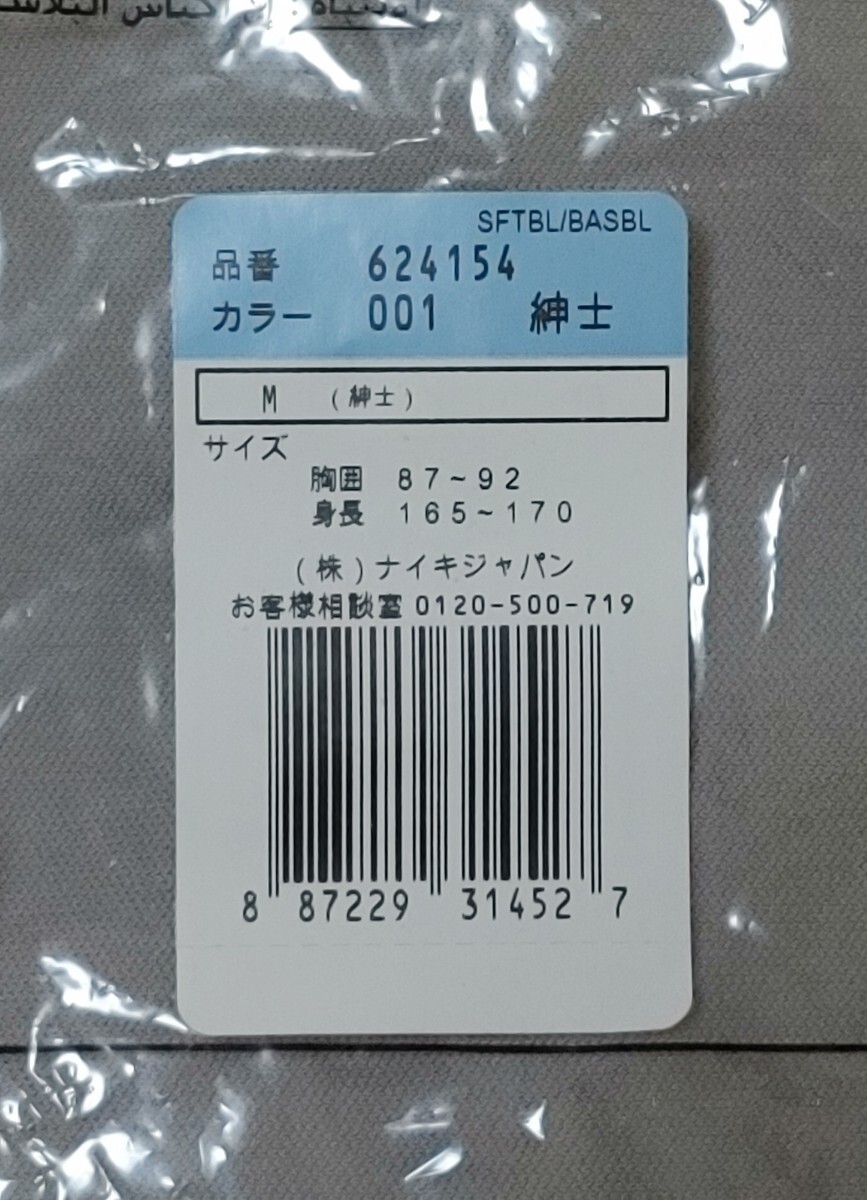 SFTBL/BASBL
品番 624154
カラー 001 紳士
M (紳士)
サイズ
胸囲 87~92
身長 165~170
(株)ナイキジャパン
お客様相談室 0120-500-719
8 87229 31452 7